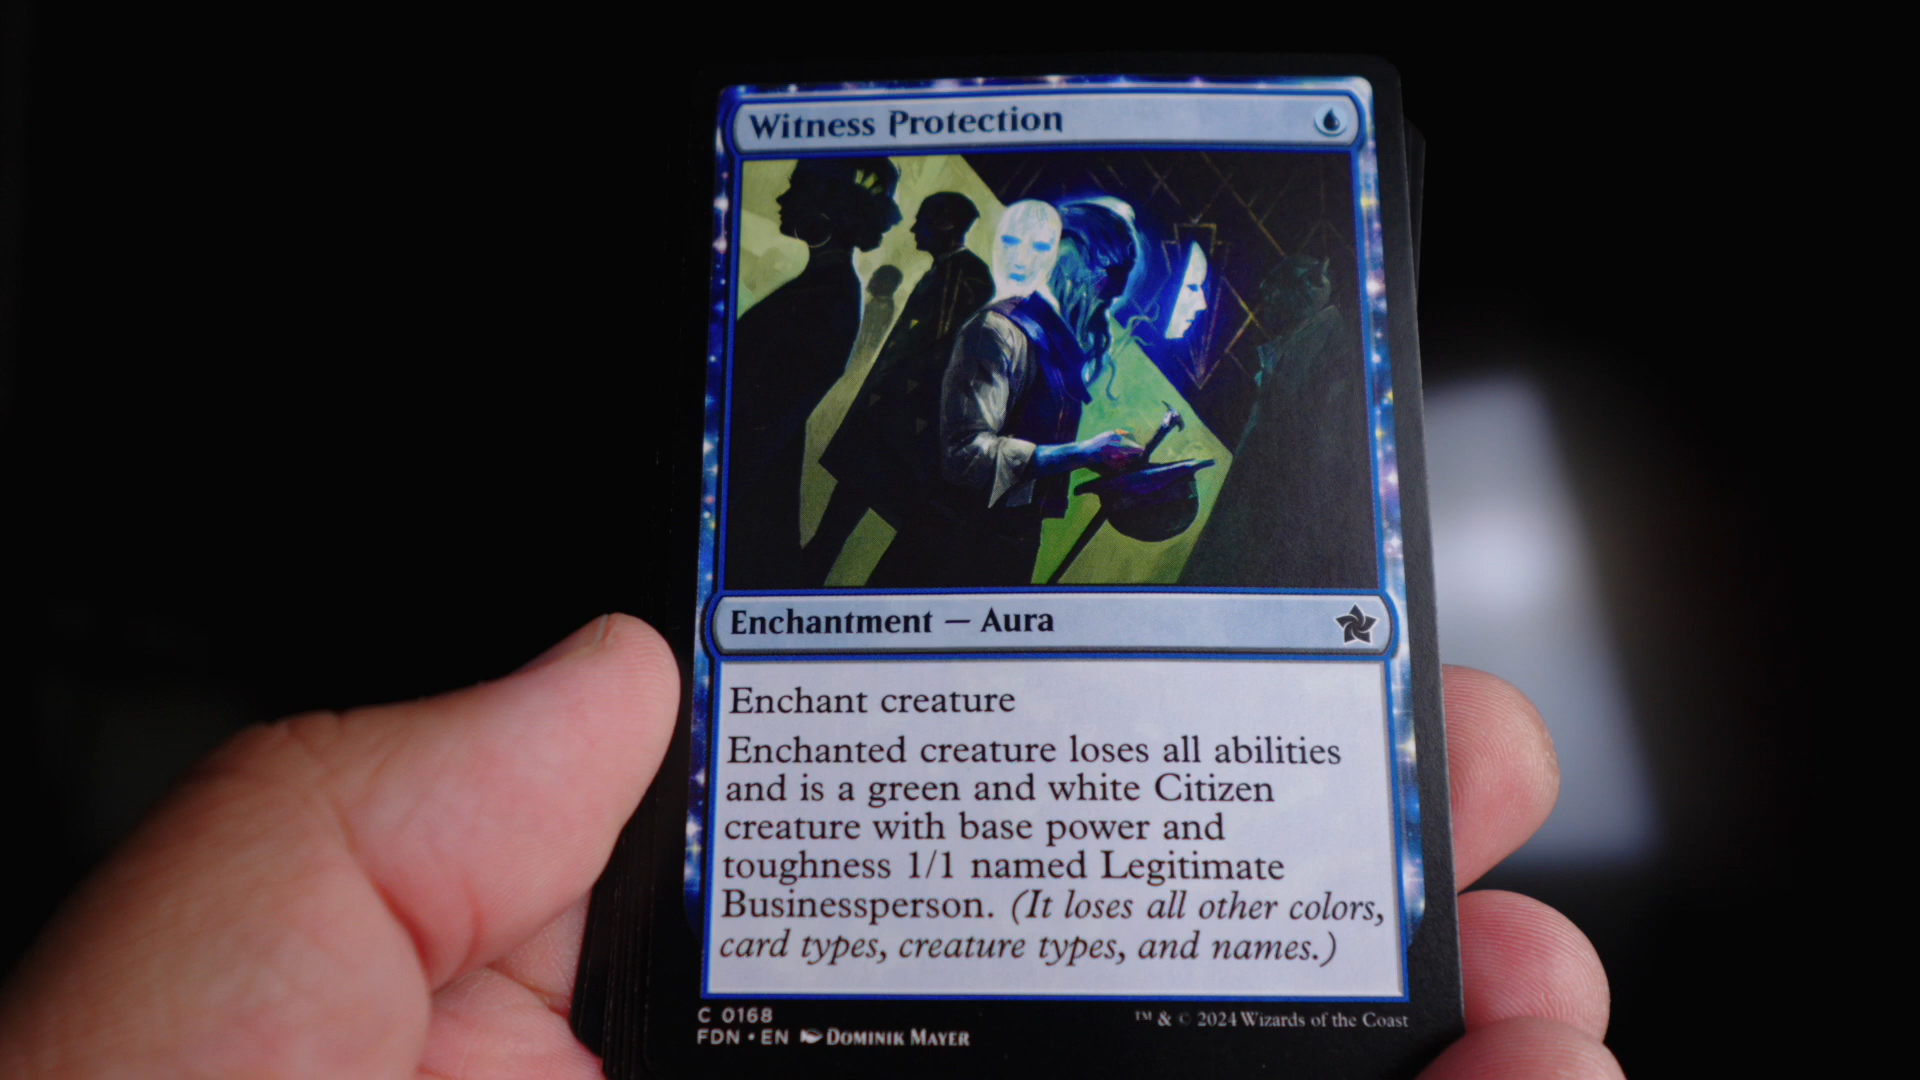 Witness Protection
Enchantment — Aura
Enchant creature
Enchanted creature loses all abilities
and is a green and white Citizen
creature with base power and
toughness 1/1 named Legitimate
Businessperson. (It loses all other colors,
card types, creature types, and names.)
C 0168
FDN • EN DOMINIK MAYER
™ & © 2024 Wizards of the Coast